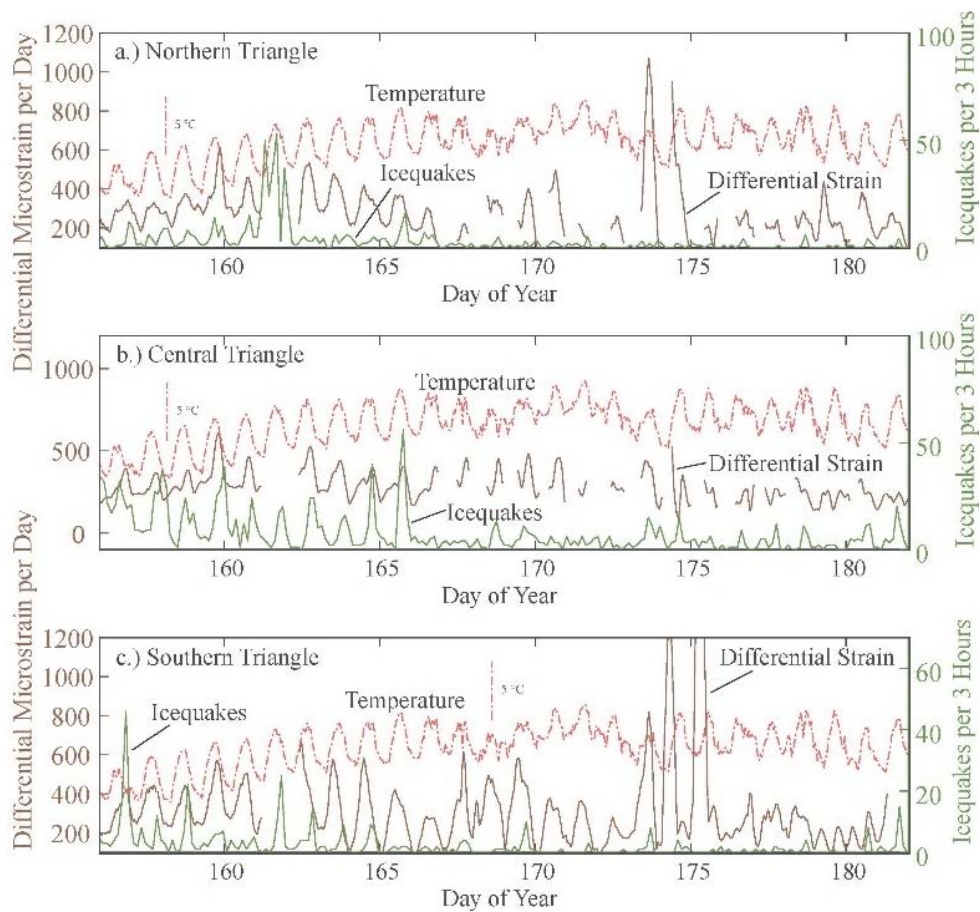 Differential Microstrain per Day
1200
1000
800
600
400
200
a.) Northern Triangle
Temperature
5 °C
Icequakes
Differential Strain
100
50
0
Icequakes per 3 Hours
160
165
170
175
180
Day of Year
1000
500
0
b.) Central Triangle
Temperature
5 °C
Differential Strain
Icequakes
100
50
0
Icequakes per 3 Hours
160
165
170
175
180
Day of Year
Differential Microstrain per Day
1200
1000
800
600
400
200
c.) Southern Triangle
Differential Strain
5 °C
Temperature
Icequakes
60
40
20
0
Icequakes per 3 Hours
160
165
170
175
180
Day of Year